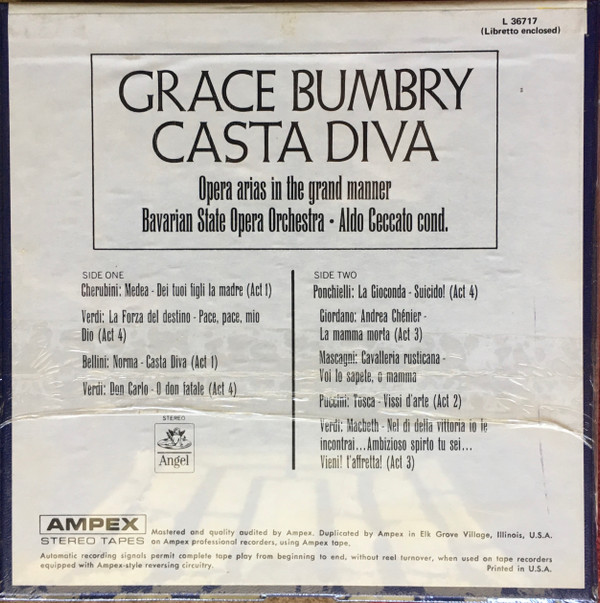 L 36717
(Libretto enclosed)
GRACE BUMBRY
CASTA DIVA
Opera arias in the grand manner
Bavarian State Opera Orchestra · Aldo Ceccato cond.
SIDE ONE
Cherubini: Medea - Dei tuoi figli la madre (Act 1)
Verdi: La Forza del destino - Pace, pace, mio
Dio (Act 4)
Bellini: Norma - Casta Diva (Act 1)
Verdi: Don Carlo - O don fatale (Act 4)
STEREO
Angel
SIDE TWO
Ponchielli: La Gioconda - Suicido! (Act 4)
Giordano: Andrea Chénier -
La mamma morta (Act 3)
Mascagni: Cavalleria rusticana -
Voi lo sapete, o mamma
Puccini: Tosca - Vissi d'arte (Act 2)
Verdi: Macbeth - Nel dì della vittoria io le
incontrai...Ambizioso spirto tu sei...
Vieni! t'affretta! (Act 3)
AMPEX
STEREO TAPES
Mastered and quality audited by Ampex. Duplicated by Ampex in Elk Grove Village, Illinois, U.S.A.
on Ampex professional recorders, using Ampex tape.
Automatic recording signals permit complete tape play from beginning to end, without reel turnover, when used on tape recorders
equipped with Ampex-style reversing circuitry.
Printed in U.S.A.